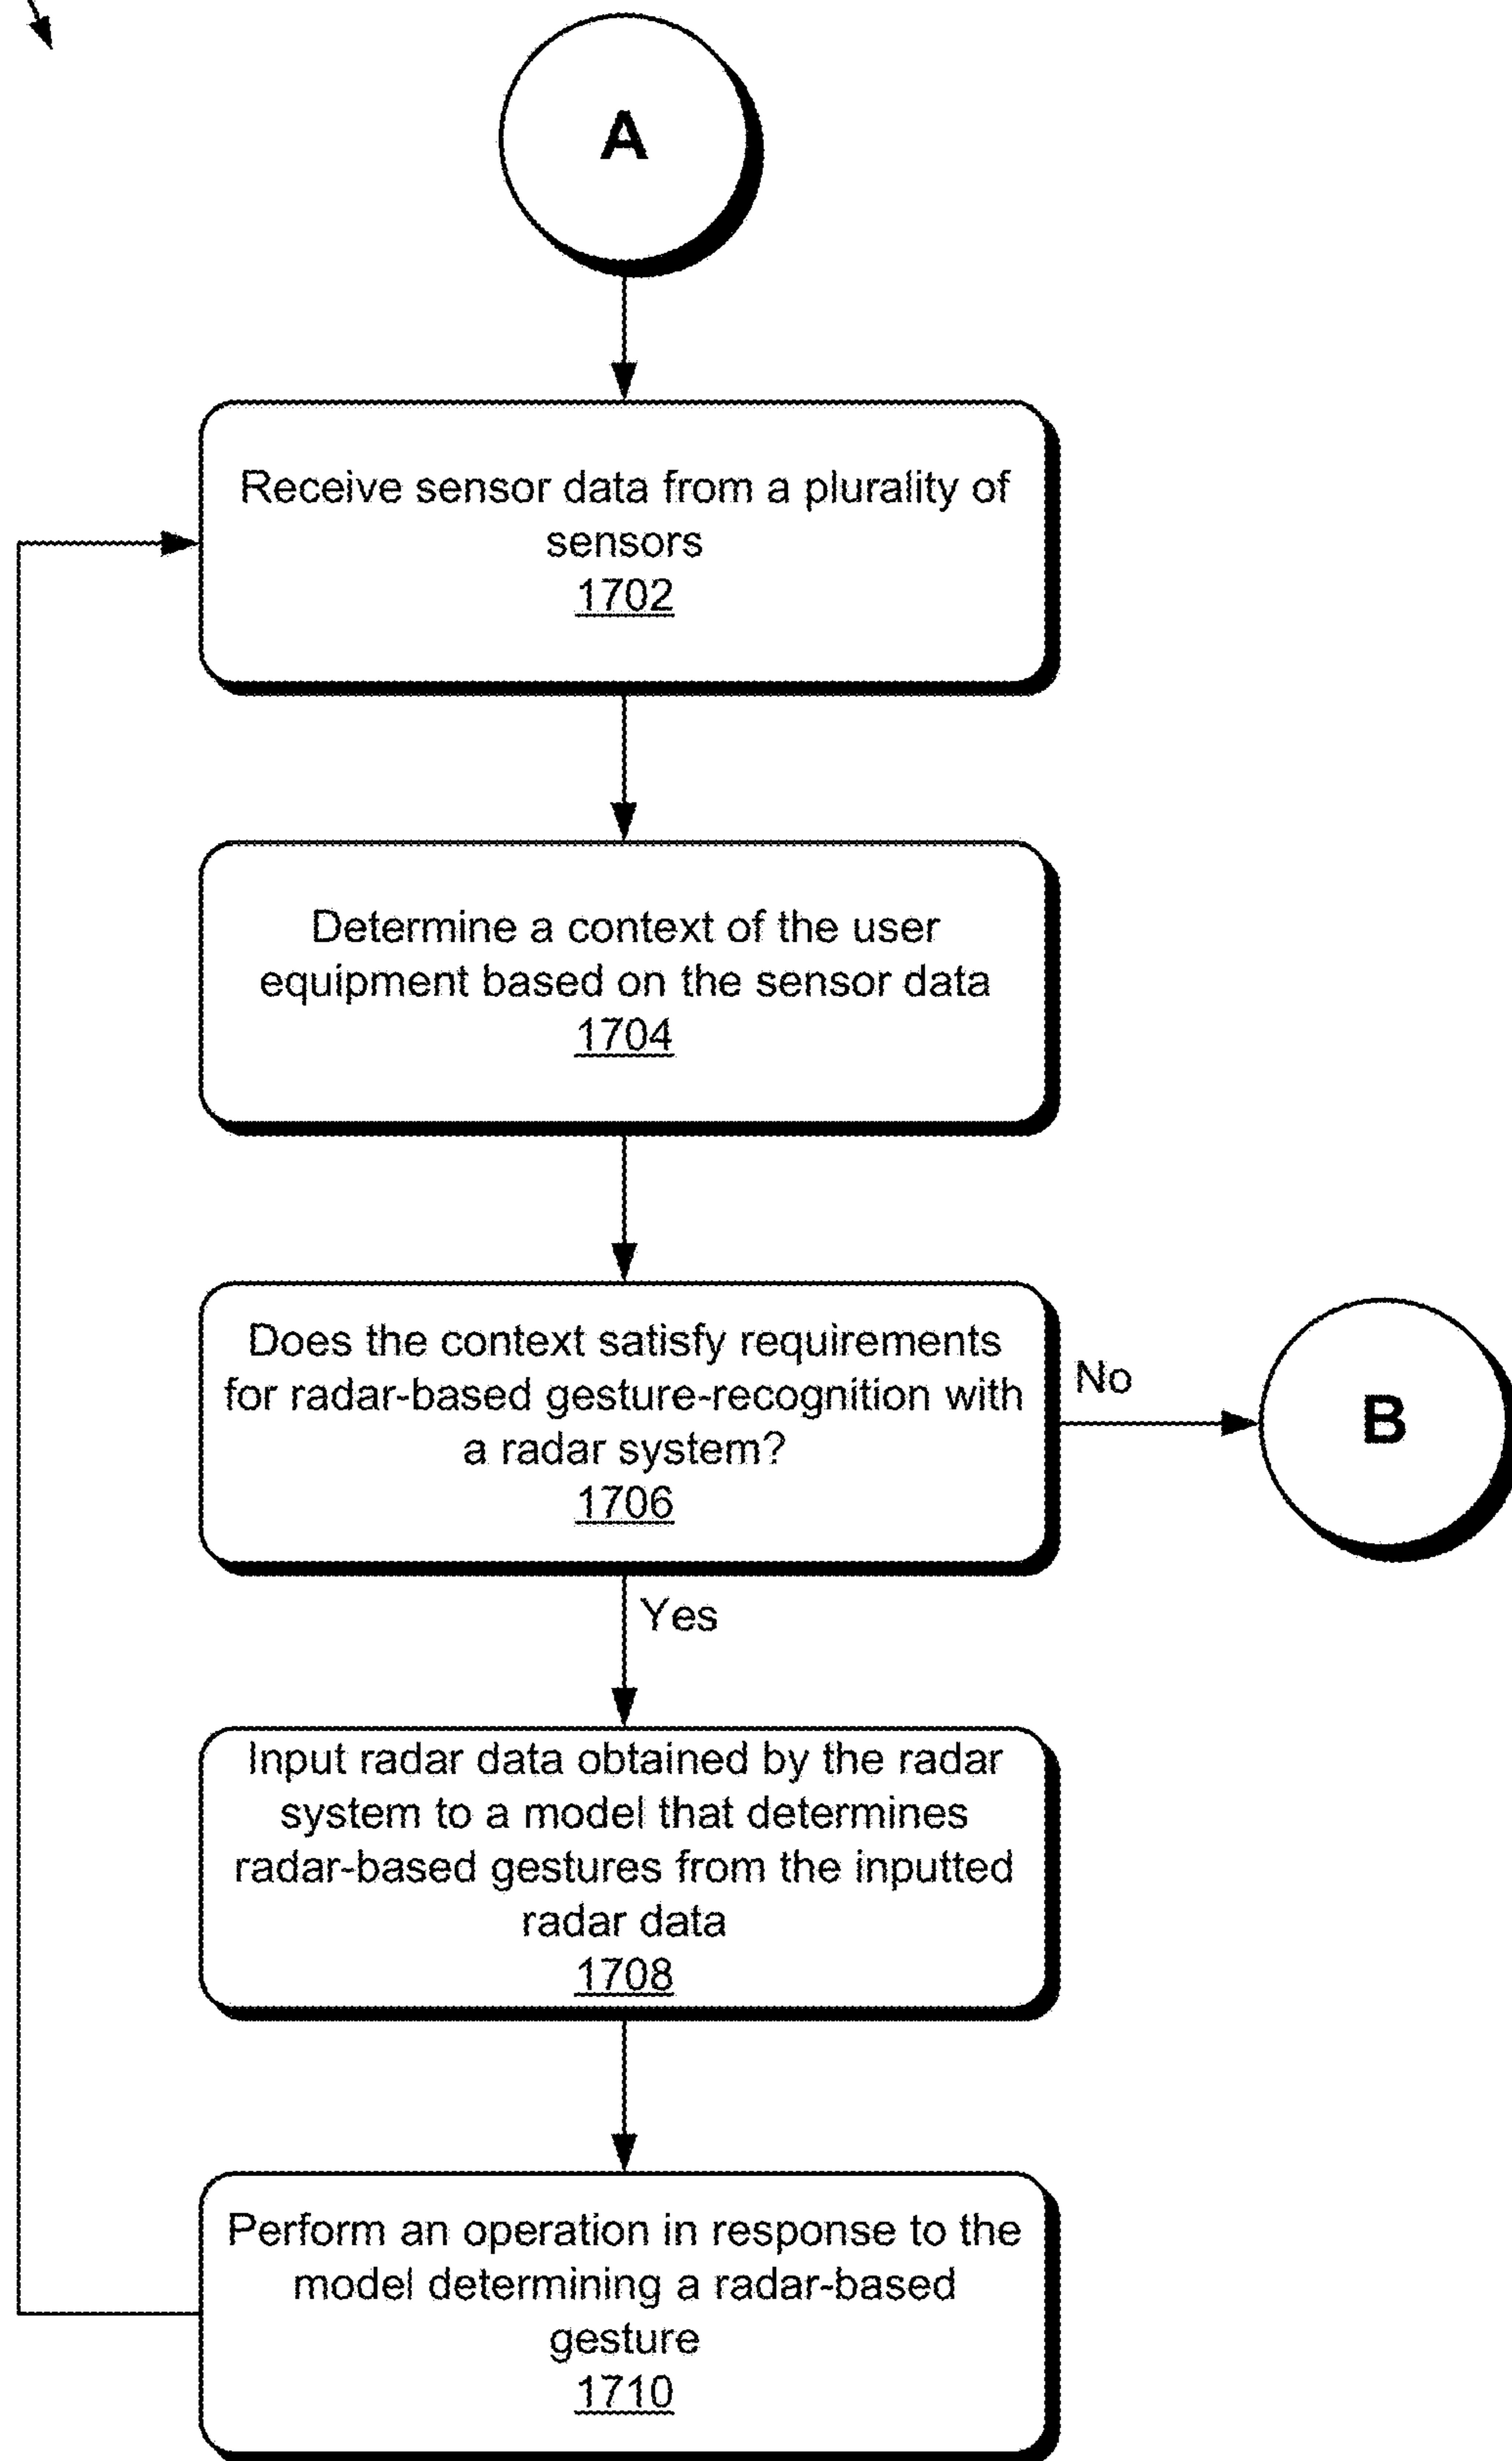 A
Receive sensor data from a plurality of
sensors
1702
Determine a context of the user
equipment based on the sensor data
1704
Does the context satisfy requirements
for radar-based gesture-recognition with
a radar system?
1706
No
B
Yes
Input radar data obtained by the radar
system to a model that determines
radar-based gestures from the inputted
radar data
1708
Perform an operation in response to the
model determining a radar-based
gesture
1710